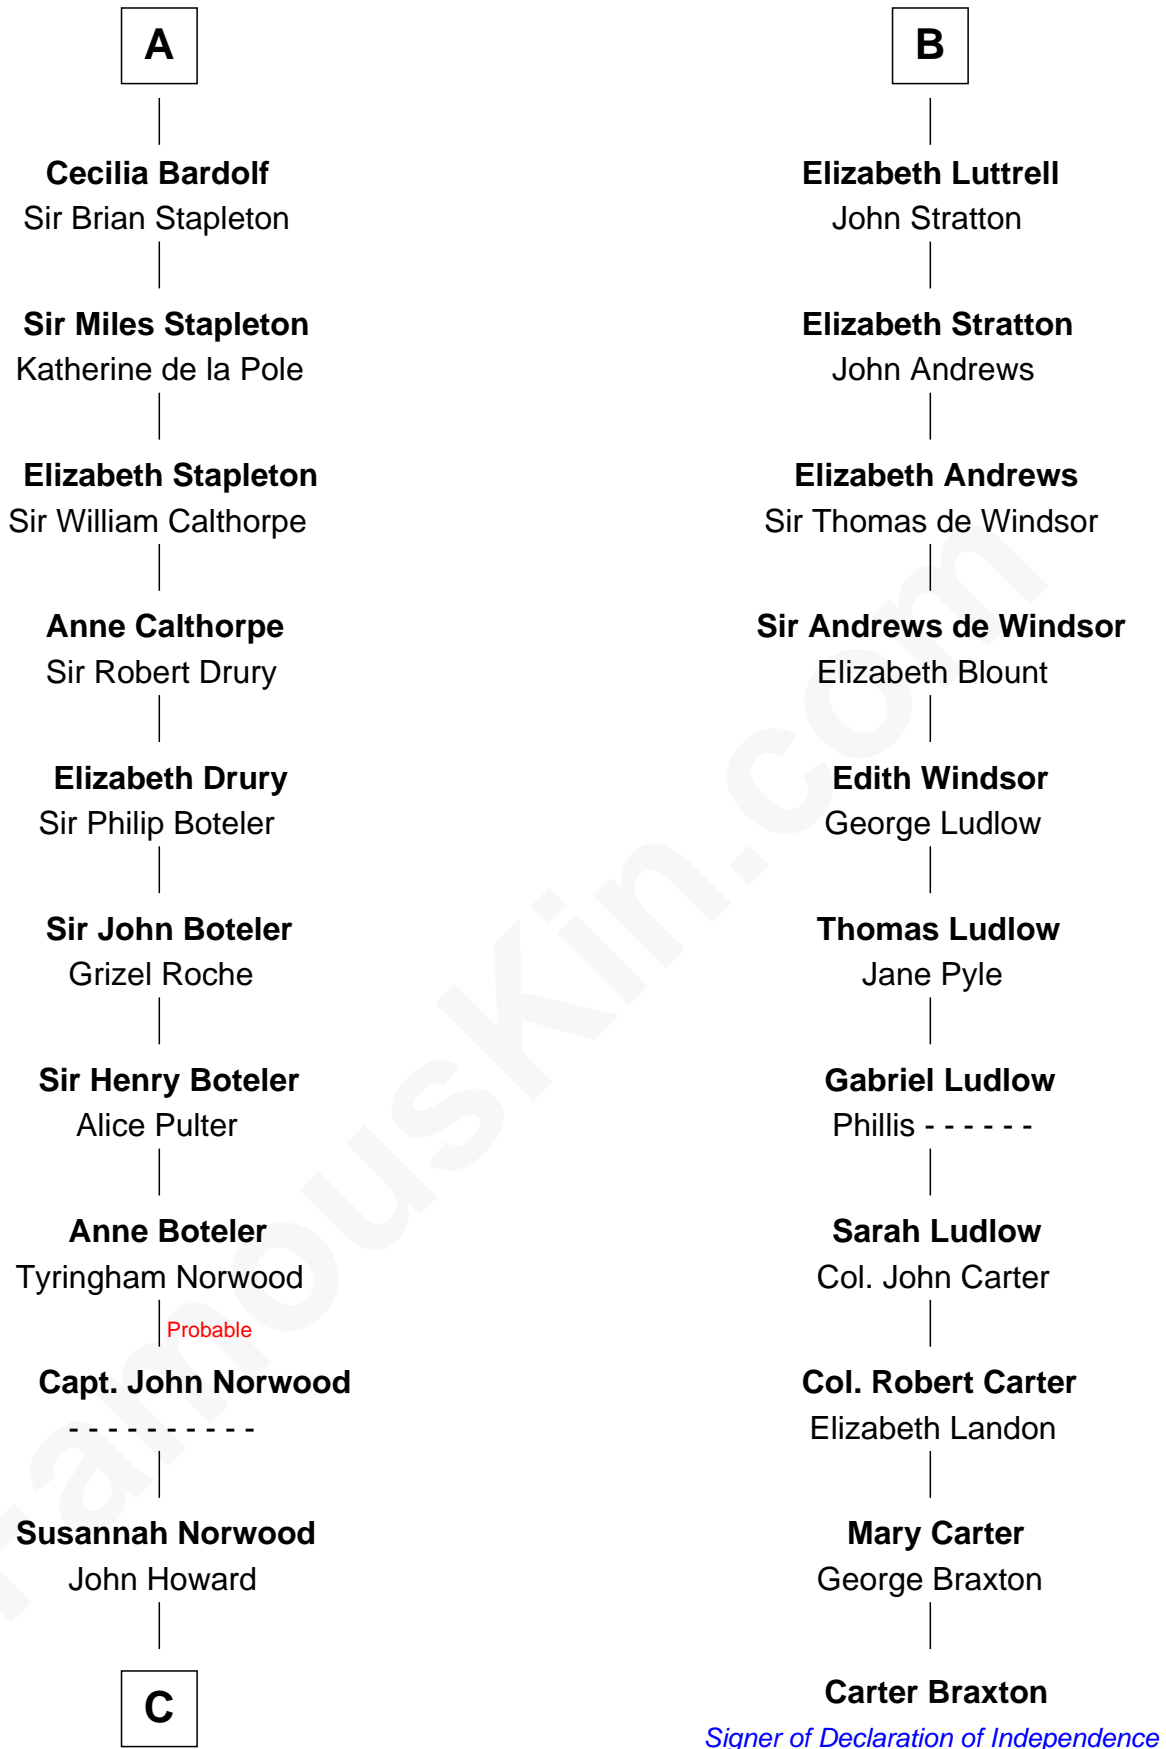 A
Cecilia Bardolf
Sir Brian Stapleton
Sir Miles Stapleton
Katherine de la Pole
Elizabeth Stapleton
Sir William Calthorpe
Anne Calthorpe
Sir Robert Drury
Elizabeth Drury
Sir Philip Boteler
Sir John Boteler
Grizel Roche
Sir Henry Boteler
Alice Pulter
Anne Boteler
Tyringham Norwood
Probable
Capt. John Norwood
- - - - - - - - - -
Susannah Norwood
John Howard
C
B
Elizabeth Luttrell
John Stratton
Elizabeth Stratton
John Andrews
Elizabeth Andrews
Sir Thomas de Windsor
Sir Andrews de Windsor
Elizabeth Blount
Edith Windsor
George Ludlow
Thomas Ludlow
Jane Pyle
Gabriel Ludlow
Phillis - - - - - -
Sarah Ludlow
Col. John Carter
Col. Robert Carter
Elizabeth Landon
Mary Carter
George Braxton
Carter Braxton
Signer of Declaration of Independence
FamousKin.com